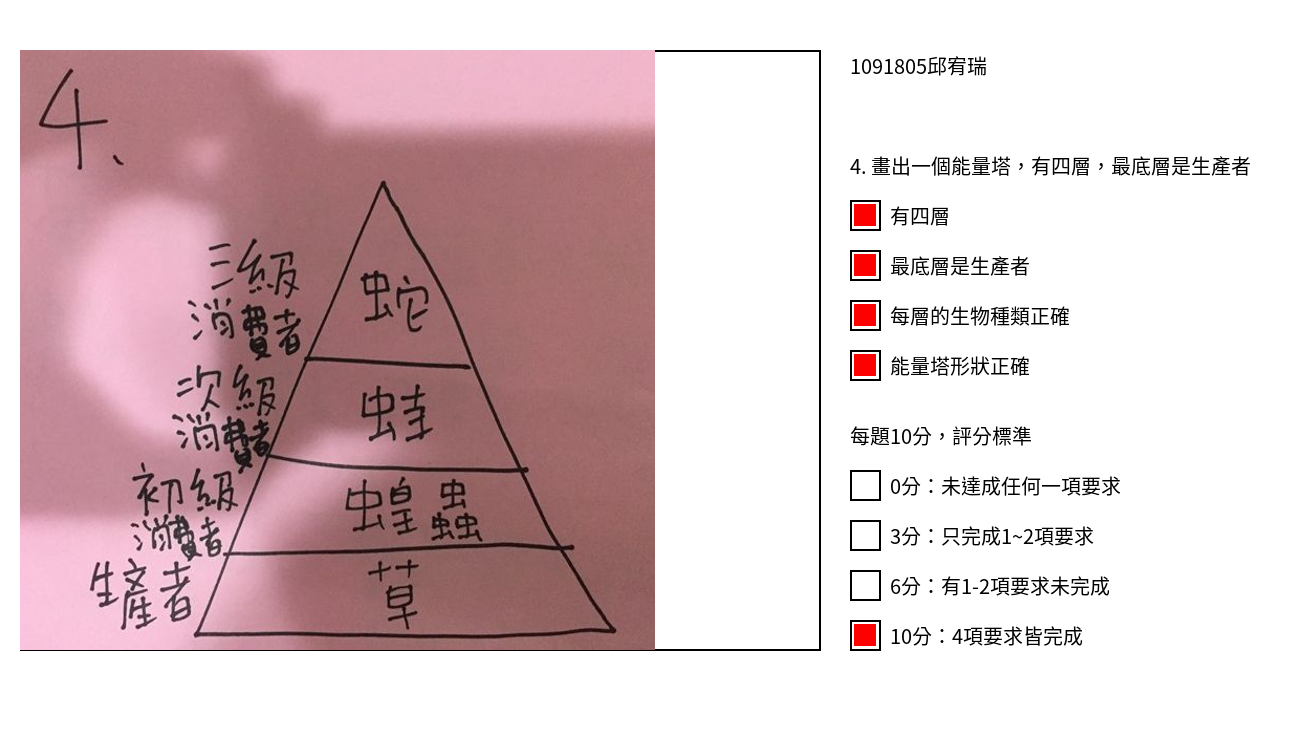 4、
三級
消費者
蛇
次級
消費者
蛙
初級
消費者
蝗蟲
生產者
草
1091805邱宥瑞
4. 畫出一個能量塔，有四層，最底層是生產者
有四層
最底層是生產者
每層的生物種類正確
能量塔形狀正確
每題10分，評分標準
0分：未達成任何一項要求
3分：只完成1~2項要求
6分：有1-2項要求未完成
10分：4項要求皆完成